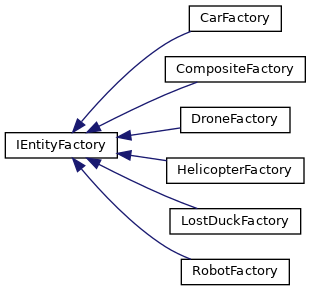 CarFactory
CompositeFactory
DroneFactory
IEntityFactory
HelicopterFactory
LostDuckFactory
RobotFactory